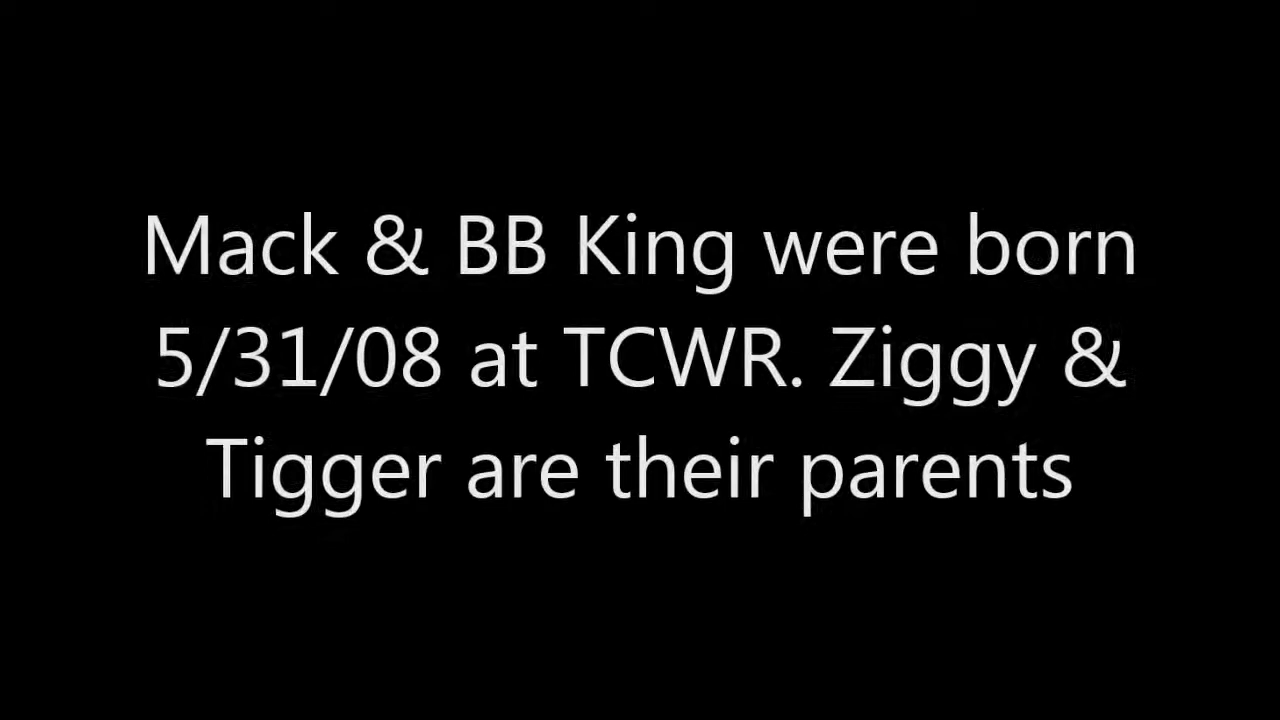 Mack & BB King were born
5/31/08 at TCWR. Ziggy &
Tigger are their parents